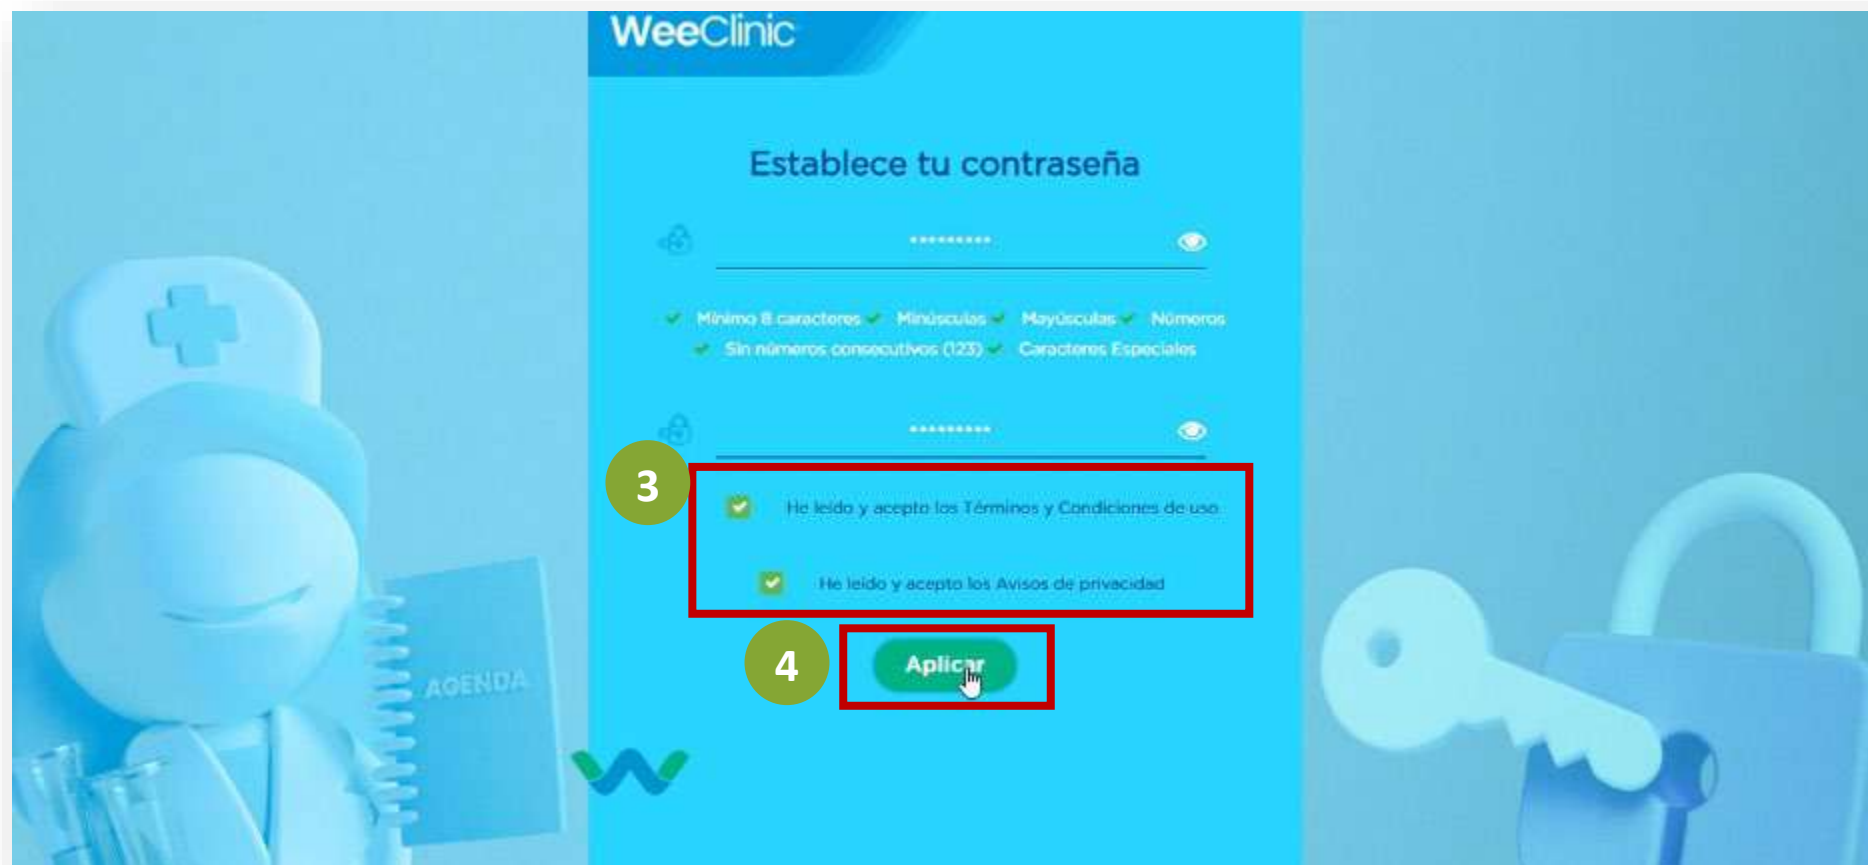 WeeClinic
Establece tu contraseña
•••••••••
Mínimo 8 caracteres Minúsculas Mayúsculas Números
Sin números consecutivos (123) Caracteres Especiales
•••••••••
3
He leído y acepto los Términos y Condiciones de uso
He leído y acepto los Avisos de privacidad
4
Aplicar
AGENDA